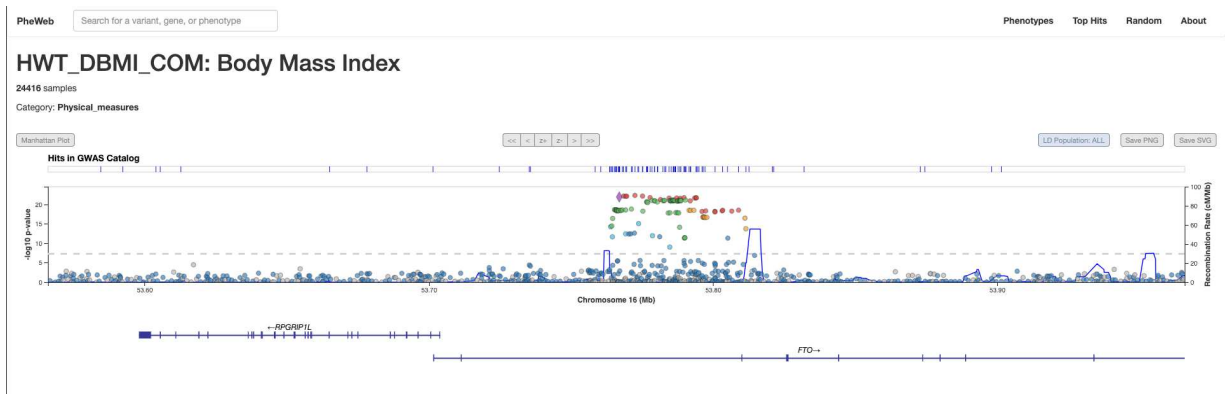 PheWeb
Search for a variant, gene, or phenotype
Phenotypes Top Hits Random About
HWT_DBMI_COM: Body Mass Index
24416 samples
Category: Physical_measures
Manhattan Plot
<< < z+ z- > >>
LD Population: ALL
Save PNG
Save SVG
Hits in GWAS Catalog
-log10 p-value
20
15
10
5
0
Recombination Rate (cM/Mb)
100
80
60
40
20
0
53.60 53.70 53.80 53.90
Chromosome 16 (Mb)
←RPGRIP1L
FTO→